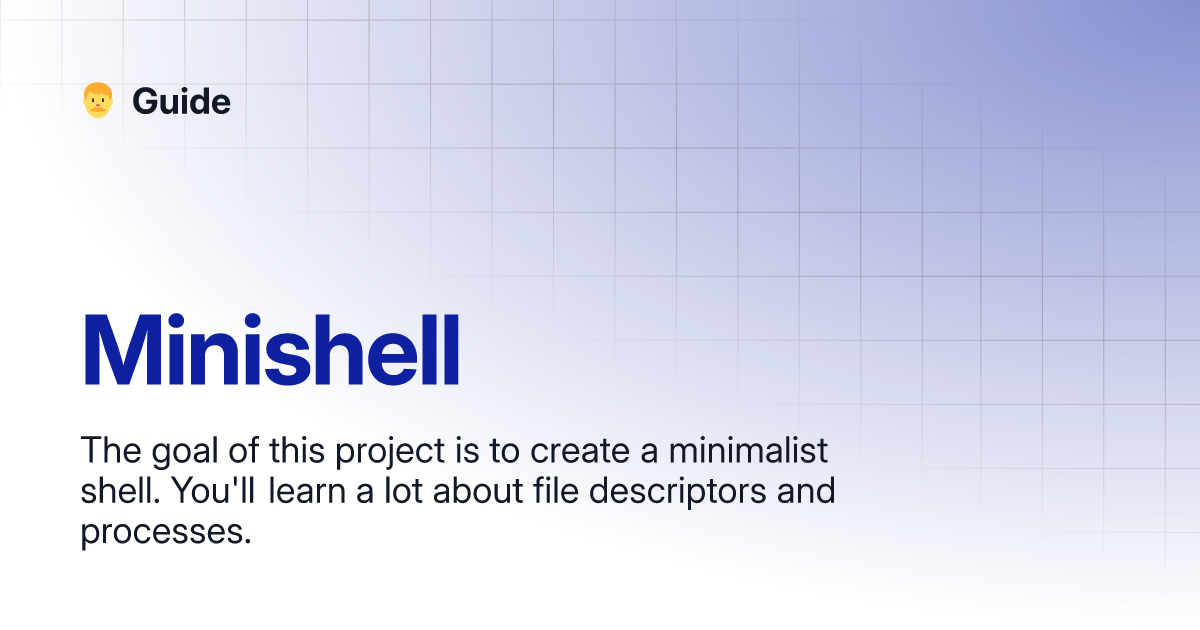 Guide
Minishell
The goal of this project is to create a minimalist
shell. You'll learn a lot about file descriptors and
processes.